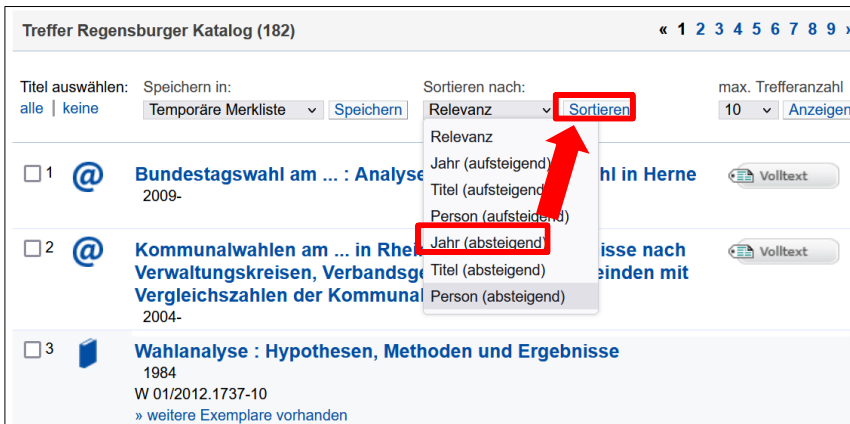 Treffer Regensburger Katalog (182)
« 1 2 3 4 5 6 7 8 9
Titel auswählen: Speichern in: Sortieren nach: max. Trefferanzahl
alle | keine Temporäre Merkliste Speichern Relevanz Sortieren 10 Anzeigen
Relevanz
Jahr (aufsteigend)
Titel (aufsteigend)
Person (aufsteigend)
Jahr (absteigend)
Titel (absteigend)
Person (absteigend)
1 @ Bundestagswahl am ... : Analyse hl in Herne Volltext
2009-
2 @ Kommunalwahlen am ... in isse nach Volltext
Verwaltungskreisen, einden mit
Vergleichszahlen der
2004-
3 Wahlanalyse : Hypothesen, Methoden und Ergebnisse
1984
W 01/2012.1737-10
» weitere Exemplare vorhanden